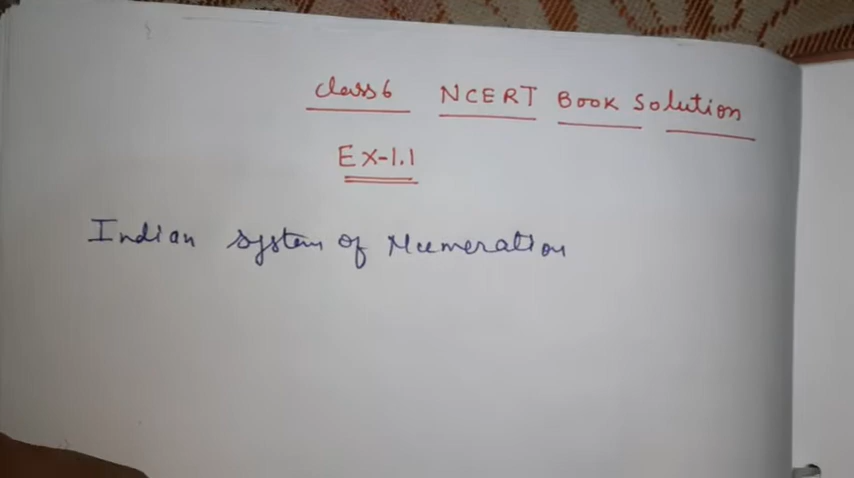 class 6 NCERT Book Solution
Ex-1.1
Indian system of Numeration